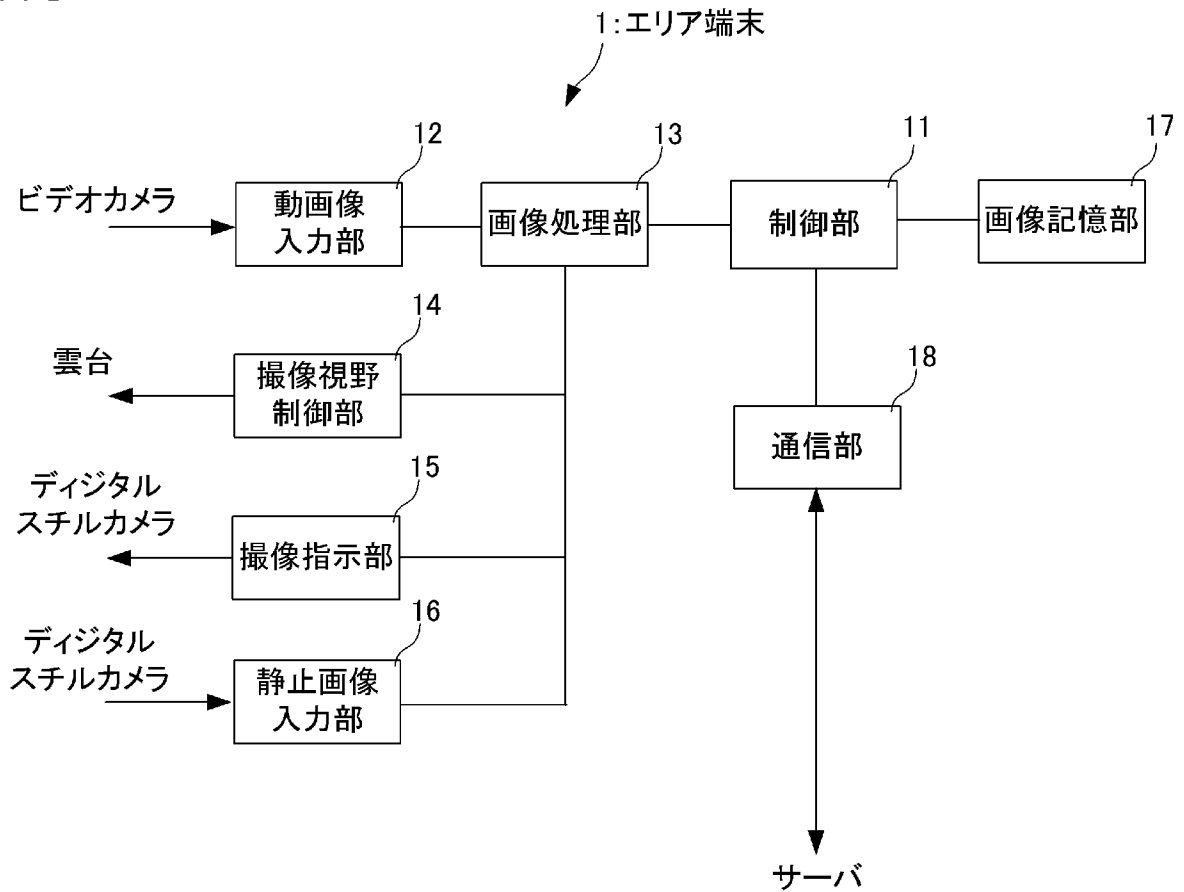 1:エリア端末
12
13
11
17
ビデオカメラ
動画像
入力部
画像処理部
制御部
画像記憶部
14
雲台
撮像視野
制御部
18
通信部
15
ディジタル
スチルカメラ
撮像指示部
16
ディジタル
スチルカメラ
静止画像
入力部
サーバ